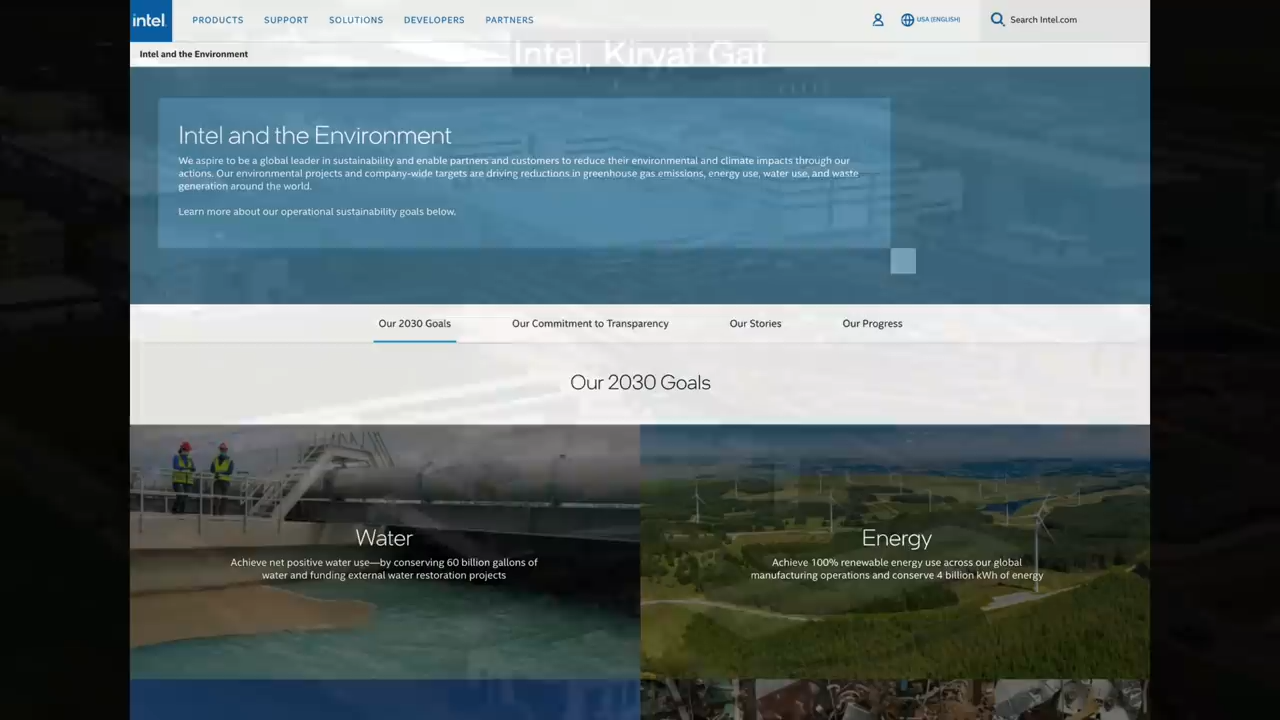 intel.
PRODUCTS SUPPORT SOLUTIONS DEVELOPERS PARTNERS
USA (ENGLISH)
Search Intel.com
Intel and the Environment
Intel, Kiryat Gat
Intel and the Environment
We aspire to be a global leader in sustainability and enable partners and customers to reduce their environmental and climate impacts through our
actions. Our environmental projects and company-wide targets are driving reductions in greenhouse gas emissions, energy use, water use, and waste
generation around the world.
Learn more about our operational sustainability goals below.
Our 2030 Goals Our Commitment to Transparency Our Stories Our Progress
Our 2030 Goals
Water
Achieve net positive water use—by conserving 60 billion gallons of
water and funding external water restoration projects
Energy
Achieve 100% renewable energy use across our global
manufacturing operations and conserve 4 billion kWh of energy